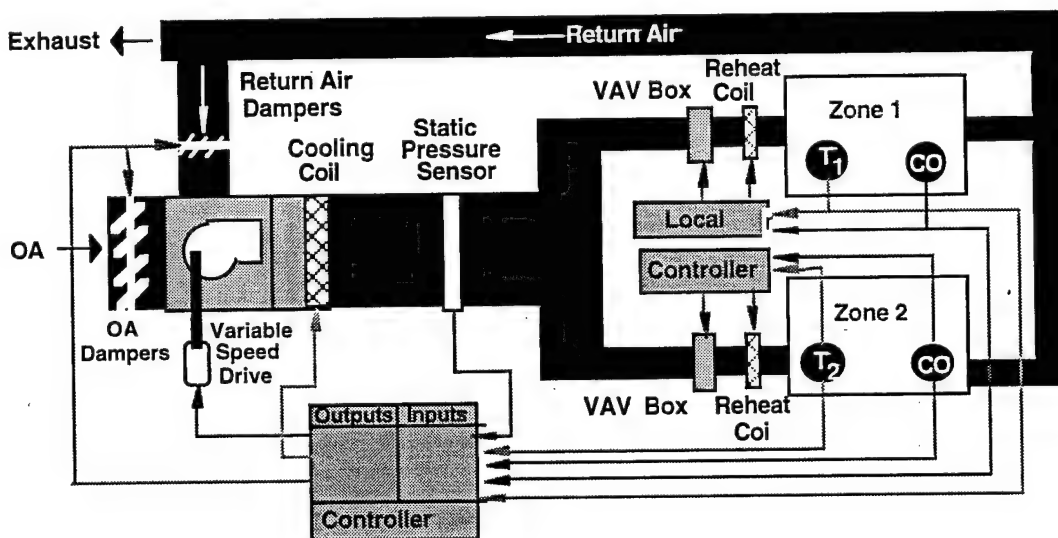 Exhaust
Return Air
Return Air
Dampers
VAV Box
Reheat
Coil
Zone 1
T1
CO
Static
Pressure
Sensor
Cooling
Coil
Local
OA
Controller
Zone 2
T2
CO
OA
Dampers
Variable
Speed
Drive
VAV Box
Reheat
Coi
Outputs
Inputs
Controller